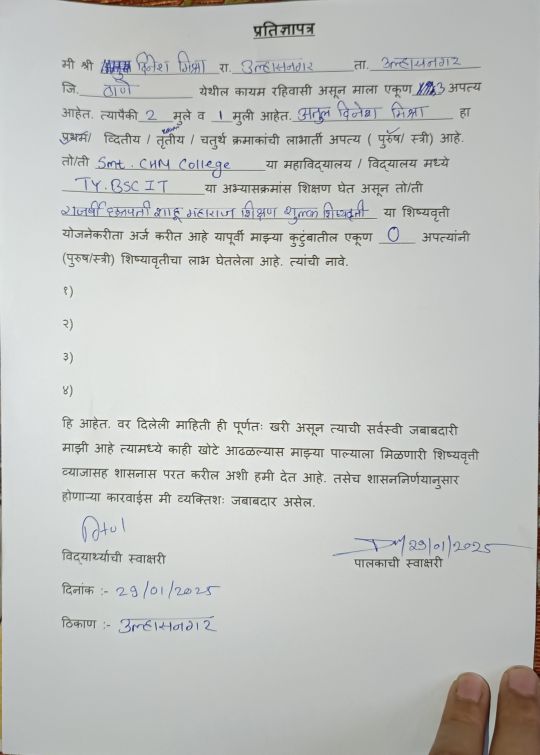 प्रतिज्ञापत्र
मी श्री दिनेश मिश्रा रा. उल्हासनगर ता. उल्हासनगर
जि. ठाणे येथील कायम रहिवासी असून माला एकूण 3 अपत्य
आहेत. त्यापैकी 2 मुले व 1 मुली आहेत. अतुल दिनेश मिश्रा हा
प्रथम/ व्दितीय / तृतीय / चतुर्थ क्रमाकांची लाभार्ती अपत्य ( पुरुष/ स्त्री) आहे.
तो/ती Smt. CHM College या महाविद्यालय / विद्यालय मध्ये
TY.BSC IT या अभ्यासक्रमांस शिक्षण घेत असून तो/ती
राजर्षी छत्रपती शाहू महाराज शिक्षण शुल्क शिष्यवृत्ती या शिष्यवृत्ती
योजनेकरीता अर्ज करीत आहे यापूर्वी माझ्या कुटुंबातील एकूण 0 अपत्यांनी
(पुरुष/स्त्री) शिष्यावृतीचा लाभ घेतलेला आहे. त्यांची नावे.
१)
२)
३)
४)
हि आहेत. वर दिलेली माहिती ही पूर्णतः खरी असून त्याची सर्वस्वी जबाबदारी
माझी आहे त्यामध्ये काही खोटे आढळल्यास माझ्या पाल्याला मिळणारी शिष्यवृत्ती
व्याजासह शासनास परत करील अशी हमी देत आहे. तसेच शासननिर्णयानुसार
होणाऱ्या कारवाईस मी व्यक्तिशः जबाबदार असेल.
Atul
29/01/2025
विद्यार्थ्याची स्वाक्षरी
पालकाची स्वाक्षरी
दिनांक :- 29/01/2025
ठिकाण :- उल्हासनगर